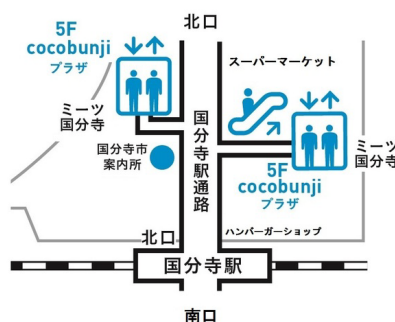 北口
5F
cocobunji
プラザ
スーパーマーケット
ミーツ
国分寺
国分寺市
案内所
国分寺駅通路
ミーツ
国分寺
5F
cocobunji
プラザ
ハンバーガーショップ
北口
国分寺駅
南口